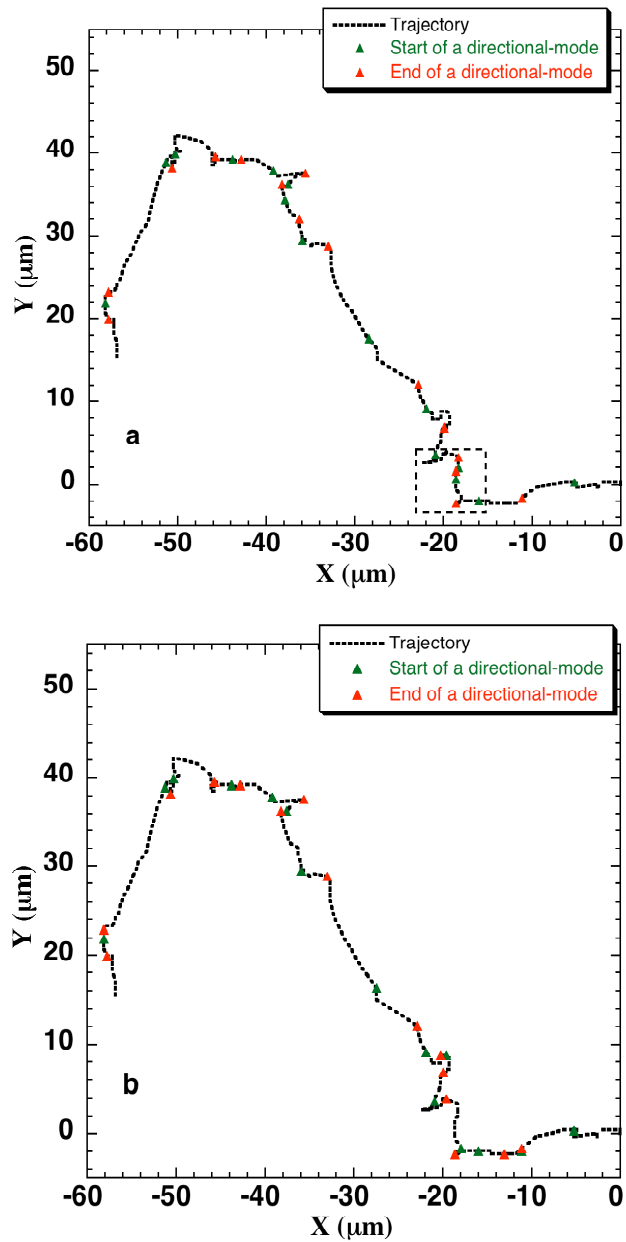 Trajectory
Start of a directional-mode
End of a directional-mode
50
40
30
20
10
0
Y (μm)
a
-60 -50 -40 -30 -20 -10 0
X (μm)
Trajectory
Start of a directional-mode
End of a directional-mode
50
40
30
20
10
0
Y (μm)
b
-60 -50 -40 -30 -20 -10 0
X (μm)